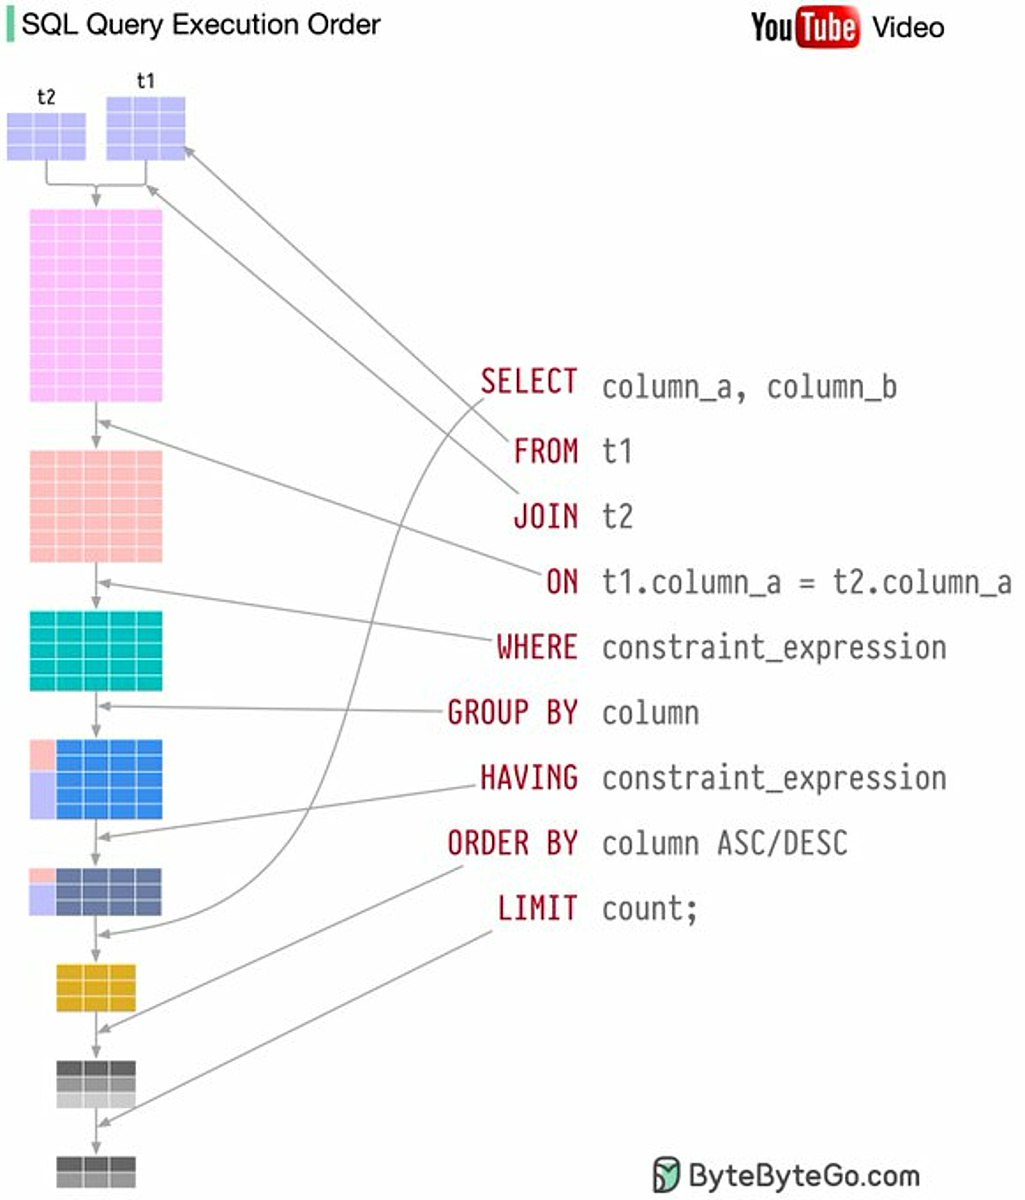 SQL Query Execution Order
YouTube Video
t1
t2
SELECT column_a, column_b
FROM t1
JOIN t2
ON t1.column_a = t2.column_a
WHERE constraint_expression
GROUP BY column
HAVING constraint_expression
ORDER BY column ASC/DESC
LIMIT count;
ByteByteGo.com